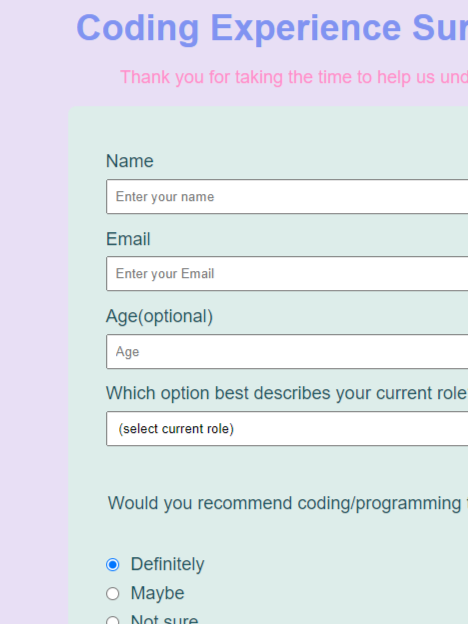 Coding Experience Sur
Thank you for taking the time to help us und
Name
Enter your name
Email
Enter your Email
Age(optional)
Age
Which option best describes your current role
(select current role)
Would you recommend coding/programming
Definitely
Maybe
Not sure